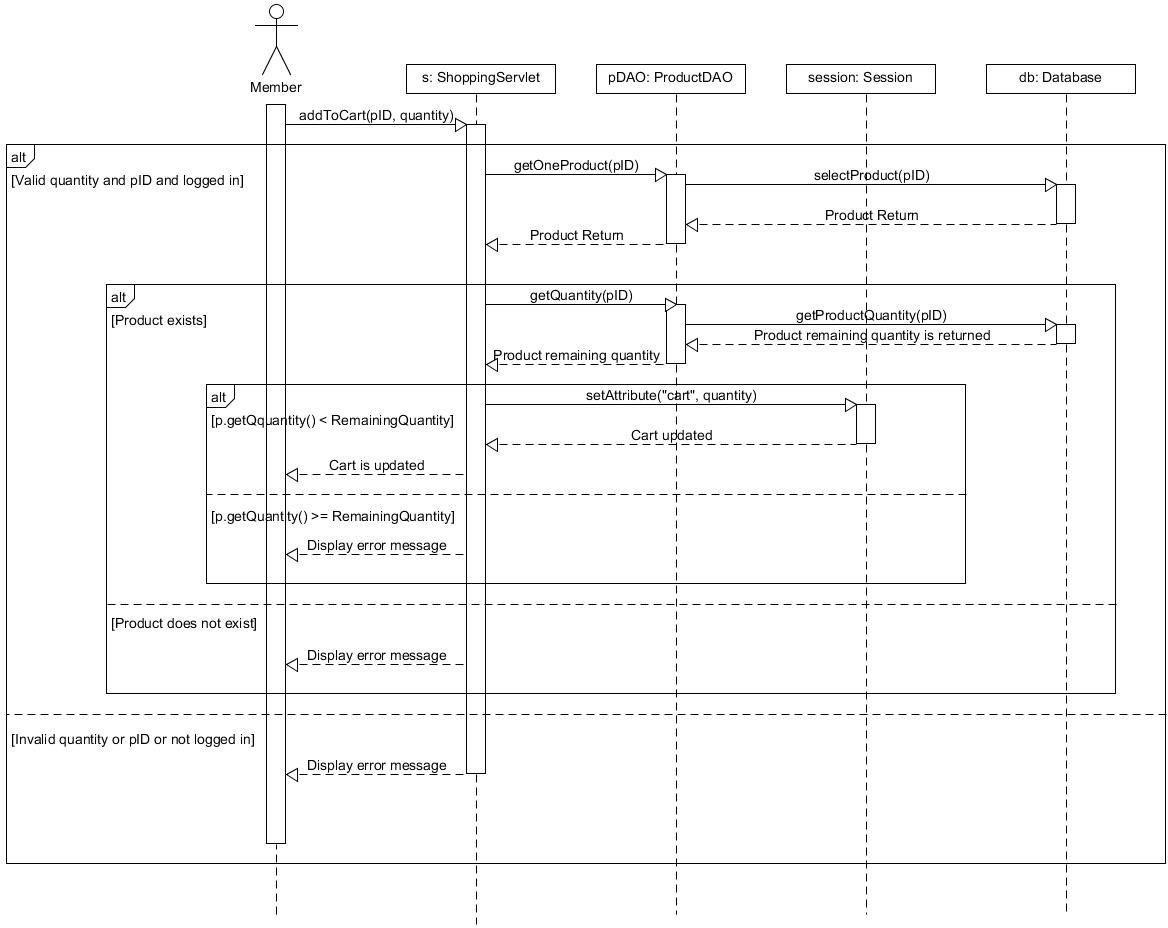 Member
s: ShoppingServlet
pDAO: ProductDAO
session: Session
db: Database
addToCart(pID, quantity)
alt
[Valid quantity and pID and logged in]
getOneProduct(pID)
selectProduct(pID)
Product Return
Product Return
alt
[Product exists]
getQuantity(pID)
getProductQuantity(pID)
Product remaining quantity is returned
Product remaining quantity
alt
[p.getQquantity() < RemainingQuantity]
setAttribute("cart", quantity)
Cart updated
Cart is updated
[p.getQuantity() >= RemainingQuantity]
Display error message
[Product does not exist]
Display error message
[Invalid quantity or pID or not logged in]
Display error message